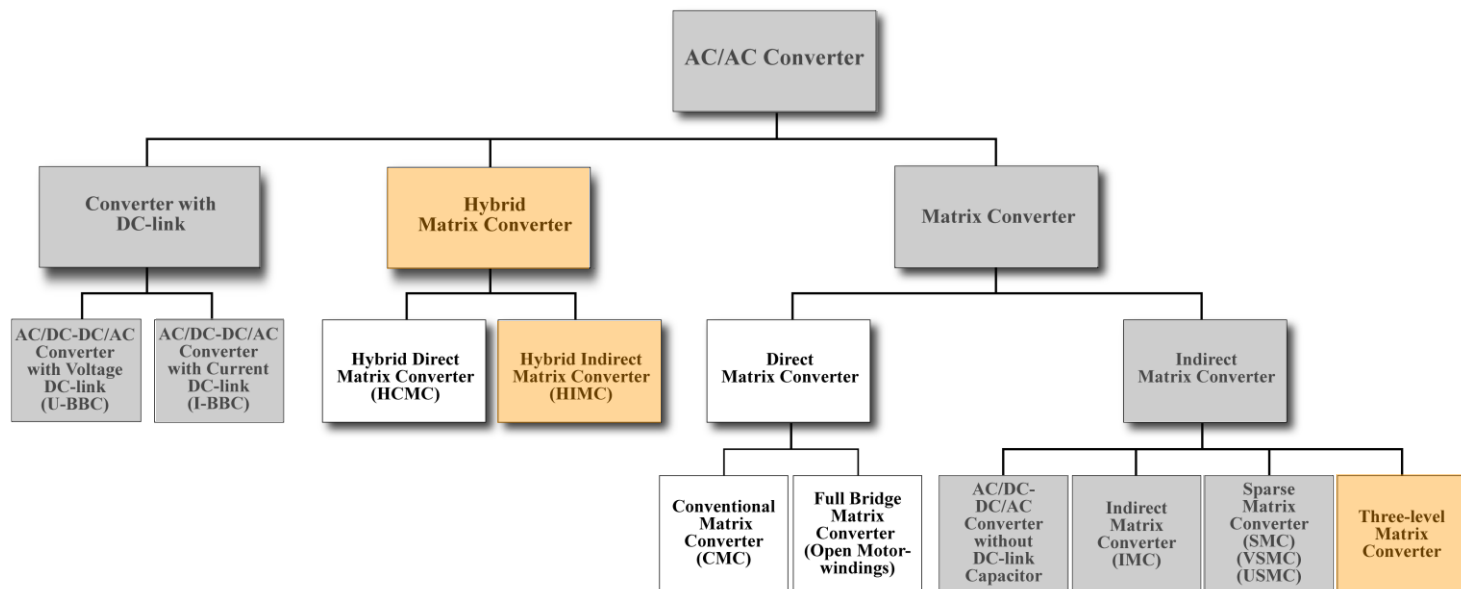 AC/AC Converter
Converter with
DC-link
Hybrid
Matrix Converter
Matrix Converter
AC/DC-DC/AC
Converter
with Voltage
DC-link
(U-BBC)
AC/DC-DC/AC
Converter
with Current
DC-link
(I-BBC)
Hybrid Direct
Matrix Converter
(HCMC)
Hybrid Indirect
Matrix Converter
(HIMC)
Direct
Matrix Converter
Indirect
Matrix Converter
Conventional
Matrix
Converter
(CMC)
Full Bridge
Matrix
Converter
(Open Motor-
windings)
AC/DC-
DC/AC
Converter
without
DC-link
Capacitor
Indirect
Matrix
Converter
(IMC)
Sparse
Matrix
Converter
(SMC)
(VSMC)
(USMC)
Three-level
Matrix
Converter